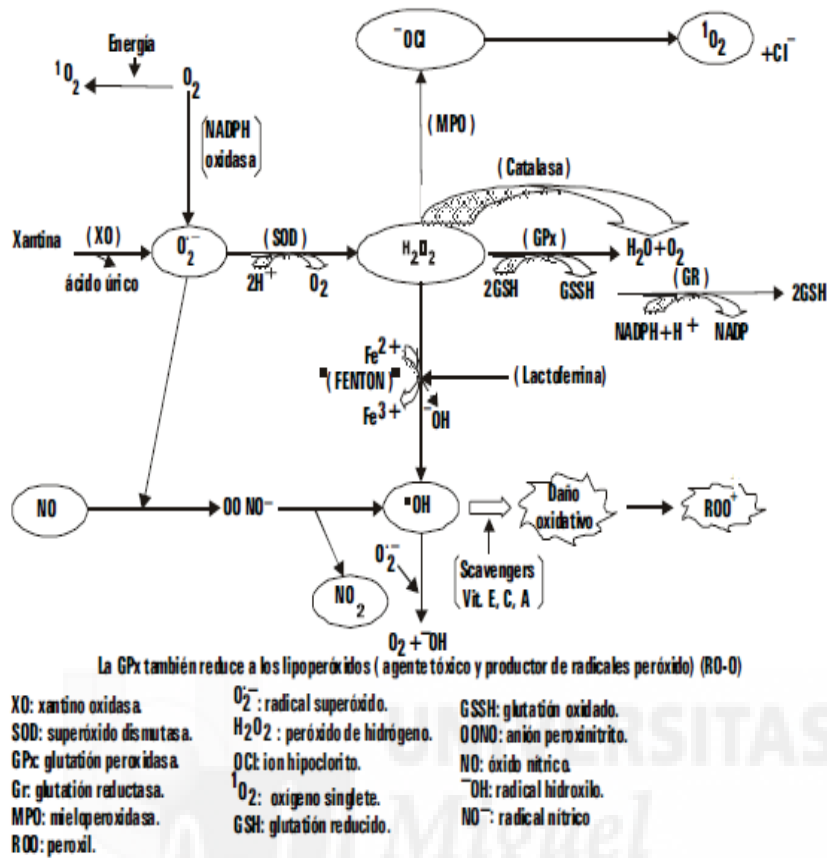 Energía
⁻OCl
¹O₂ +Cl⁻
¹O₂ O₂
(NADPH oxidasa)
(MPO)
(Catalasa)
Xantina (XO) O₂·⁻ (SOD) H₂O₂ (GPx) H₂O+O₂
ácido úrico 2H⁺ O₂ 2GSH GSSH (GR) 2GSH
NADPH+H⁺ NADP
Fe²⁺
"(FENTON)" (Lactoferrina)
Fe³⁺ ⁻OH
NO OO NO⁻ ▪OH Daño oxidativo ROO⁺
O₂·⁻
NO₂
(Scavengers
Vit. E, C, A)
O₂ + ⁻OH
La GPx también reduce a los lipoperóxidos ( agente tóxico y productor de radicales peróxido) (RO·O)
XO: xantino oxidasa.
SOD: superóxido dismutasa.
GPx: glutatión peroxidasa.
Gr: glutatión reductasa.
MPO: mieloperoxidasa.
ROO: peroxil.
O₂·⁻: radical superóxido.
H₂O₂ : peróxido de hidrógeno.
OCl: ion hipoclorito.
¹O₂: oxígeno singlete.
GSH: glutatión reducido.
GSSH: glutatión oxidado.
OONO: anión peroxinitrito.
NO: óxido nítrico.
⁻OH: radical hidroxilo.
NO⁻: radical nítrico
UNIVERSITAS
Miguel